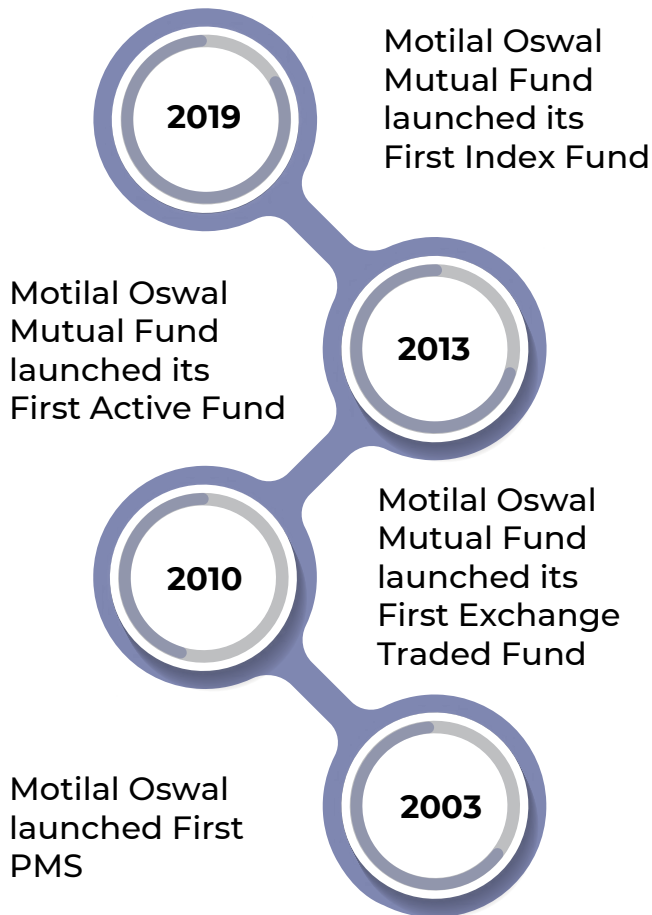 2019
Motilal Oswal
Mutual Fund
launched its
First Index Fund
Motilal Oswal
Mutual Fund
launched its
First Active Fund
2013
2010
Motilal Oswal
Mutual Fund
launched its
First Exchange
Traded Fund
Motilal Oswal
launched First
PMS
2003